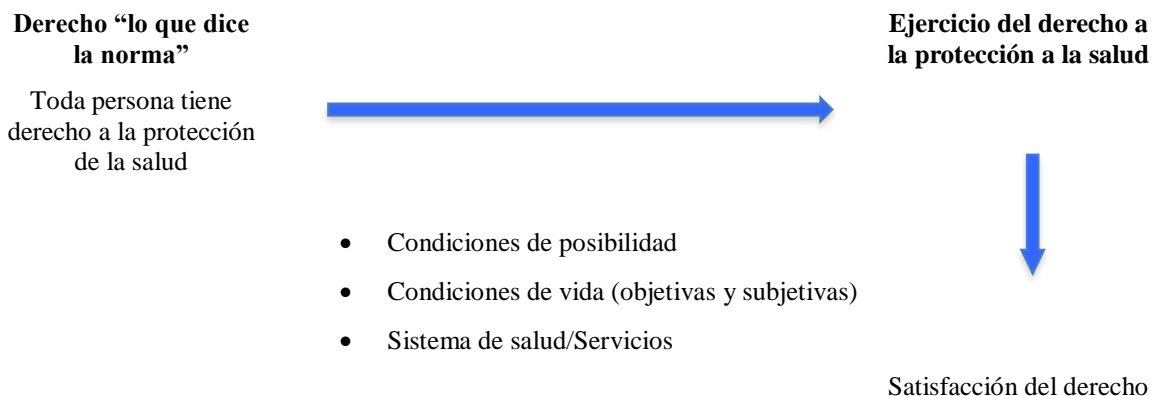 Derecho “lo que dice
la norma”
Toda persona tiene
derecho a la protección
de la salud
Ejercicio del derecho a
la protección a la salud
• Condiciones de posibilidad
• Condiciones de vida (objetivas y subjetivas)
• Sistema de salud/Servicios
Satisfacción del derecho